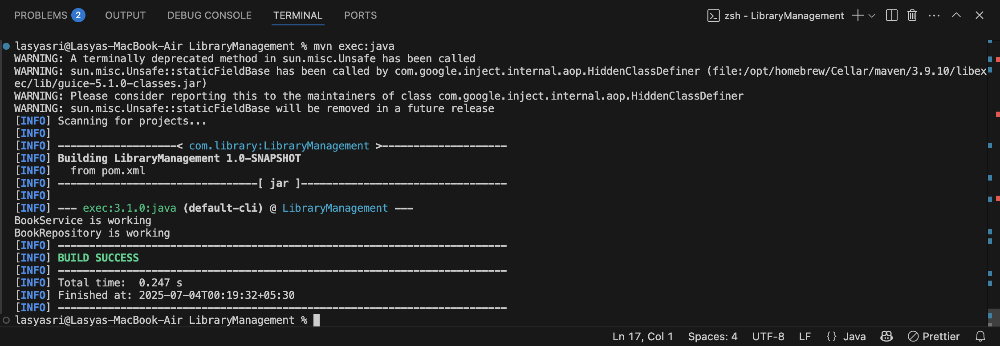 PROBLEMS 2 OUTPUT DEBUG CONSOLE TERMINAL PORTS zsh - LibraryManagement
lasyasri@Lasyas-MacBook-Air LibraryManagement % mvn exec:java
WARNING: A terminally deprecated method in sun.misc.Unsafe has been called
WARNING: sun.misc.Unsafe::staticFieldBase has been called by com.google.inject.internal.aop.HiddenClassDefiner (file:/opt/homebrew/Cellar/maven/3.9.10/libex
ec/lib/guice-5.1.0-classes.jar)
WARNING: Please consider reporting this to the maintainers of class com.google.inject.internal.aop.HiddenClassDefiner
WARNING: sun.misc.Unsafe::staticFieldBase will be removed in a future release
[INFO] Scanning for projects...
[INFO]
[INFO] -------------------< com.library:LibraryManagement >--------------------
[INFO] Building LibraryManagement 1.0-SNAPSHOT
[INFO]   from pom.xml
[INFO] --------------------------------[ jar ]---------------------------------
[INFO]
[INFO] --- exec:3.1.0:java (default-cli) @ LibraryManagement ---
BookService is working
BookRepository is working
[INFO] ------------------------------------------------------------------------
[INFO] BUILD SUCCESS
[INFO] ------------------------------------------------------------------------
[INFO] Total time:  0.247 s
[INFO] Finished at: 2025-07-04T00:19:32+05:30
[INFO] ------------------------------------------------------------------------
lasyasri@Lasyas-MacBook-Air LibraryManagement %
Ln 17, Col 1 Spaces: 4 UTF-8 LF {} Java Prettier